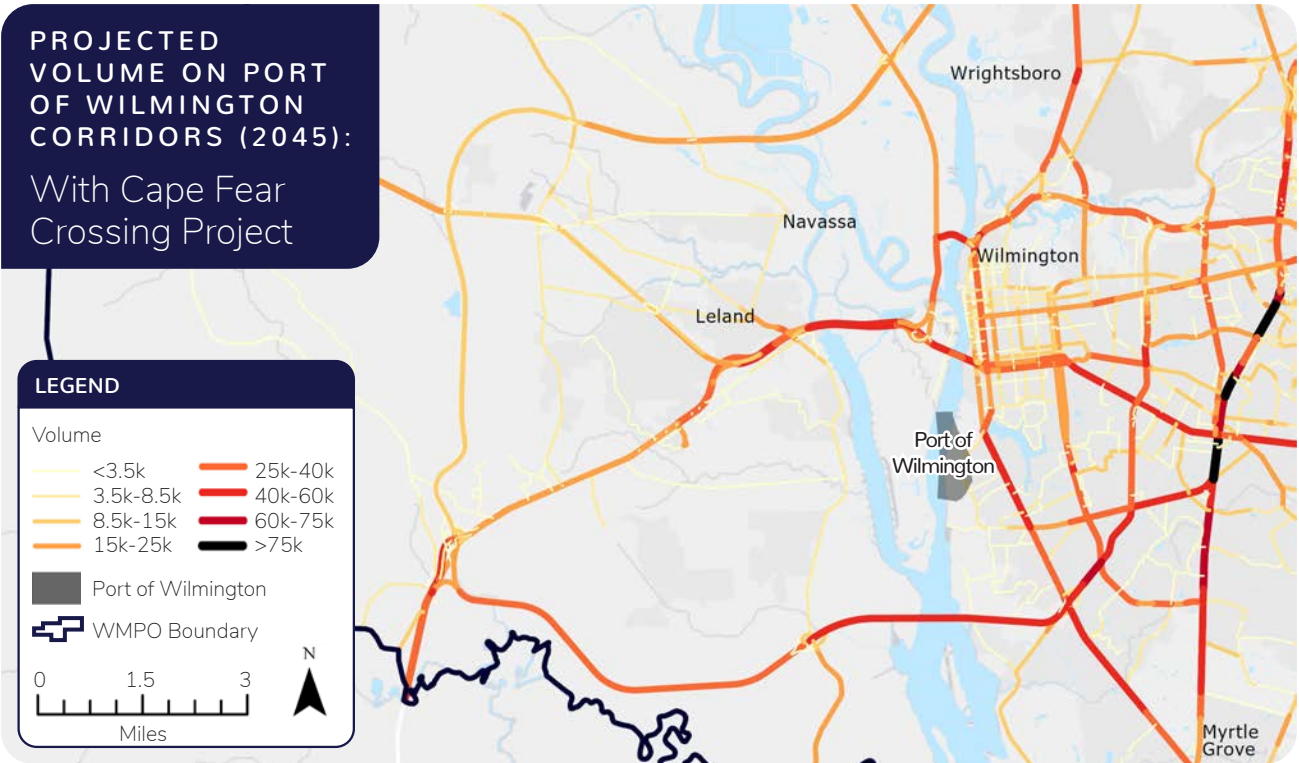 PROJECTED
VOLUME ON PORT
OF WILMINGTON
CORRIDORS (2045):
With Cape Fear
Crossing Project
Wrightsboro
Navassa
Wilmington
Leland
Port of
Wilmington
Myrtle
Grove
LEGEND
Volume
<3.5k
3.5k-8.5k
8.5k-15k
15k-25k
25k-40k
40k-60k
60k-75k
>75k
Port of Wilmington
WMPO Boundary
0 1.5 3
Miles
N